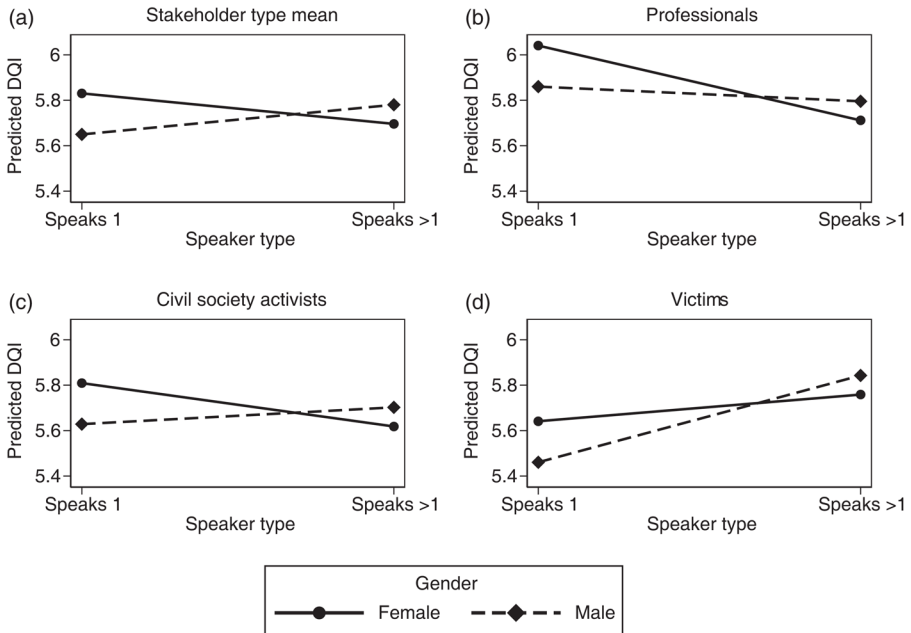 (a) Stakeholder type mean
Predicted DQI
6
5.8
5.6
5.4
Speaks 1 Speaks >1
Speaker type
(b) Professionals
Predicted DQI
6
5.8
5.6
5.4
Speaks 1 Speaks >1
Speaker type
(c) Civil society activists
Predicted DQI
6
5.8
5.6
5.4
Speaks 1 Speaks >1
Speaker type
(d) Victims
Predicted DQI
6
5.8
5.6
5.4
Speaks 1 Speaks >1
Speaker type
Gender
Female Male